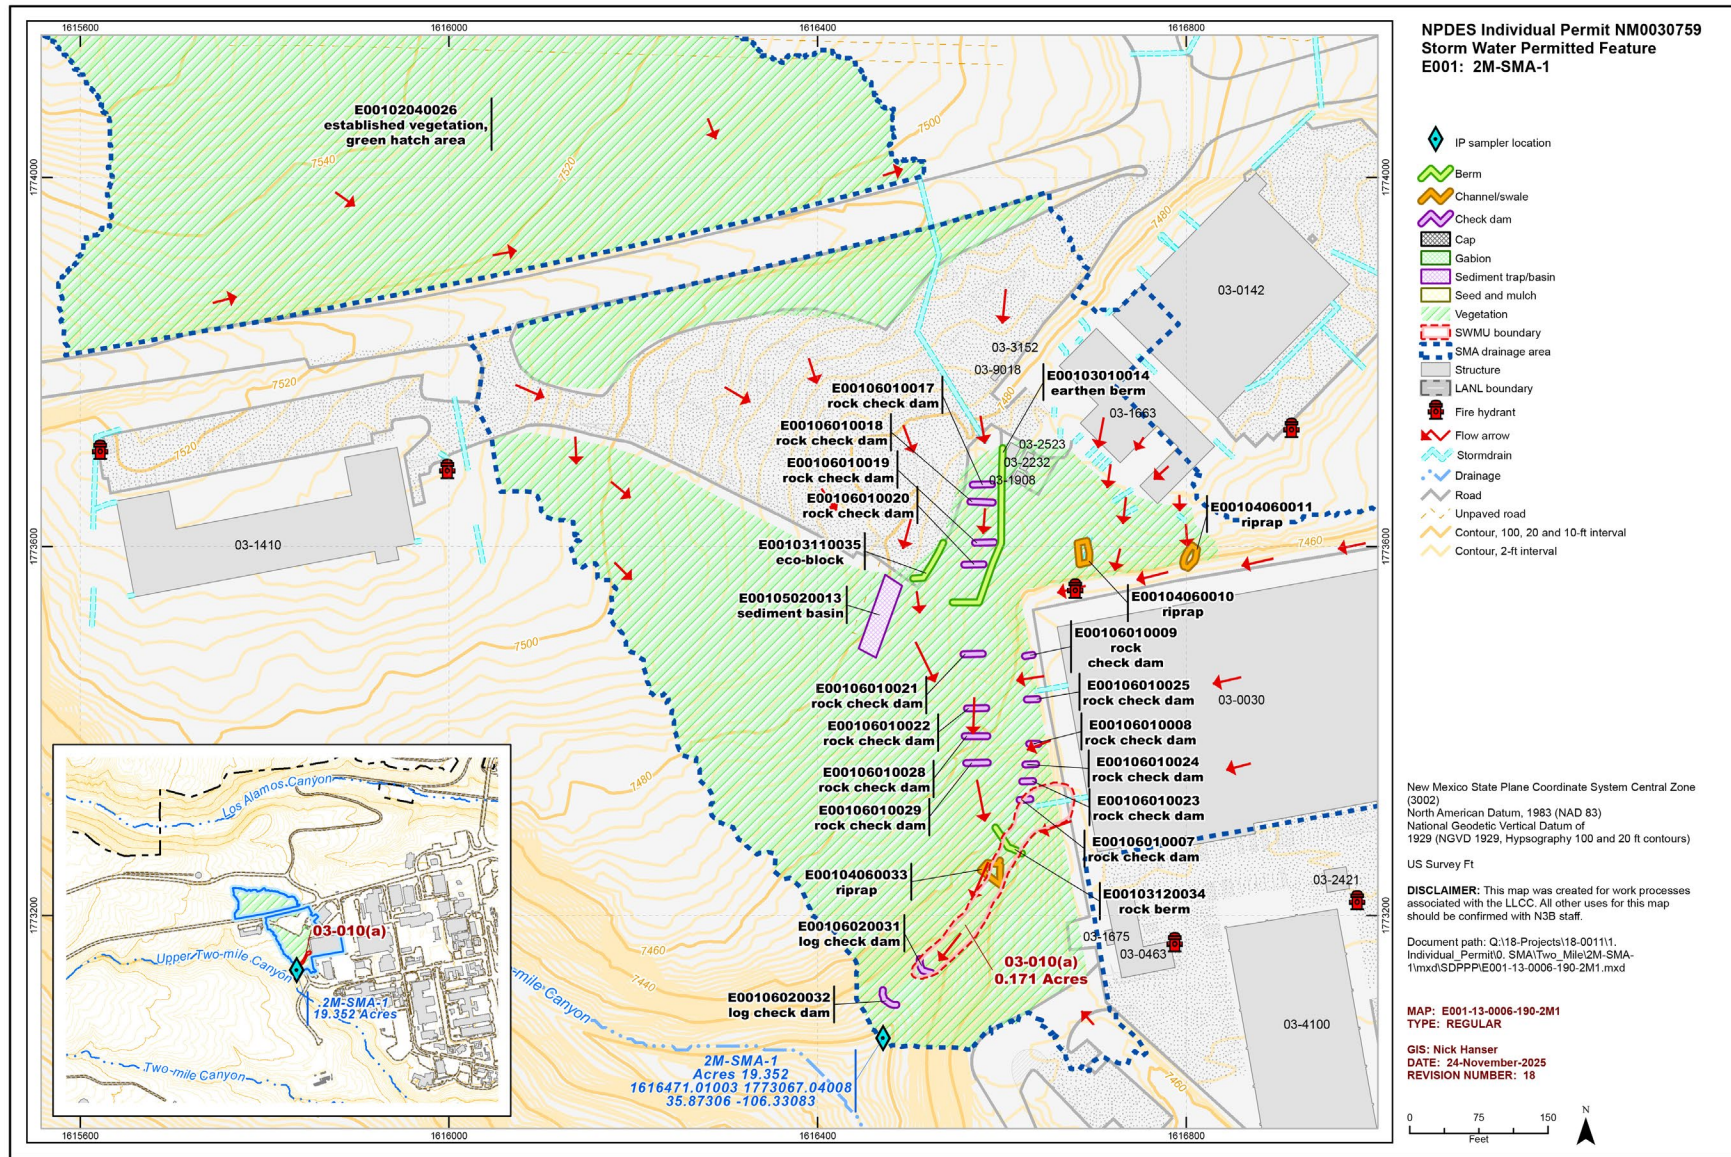 1615600
1616000
1616400
1616800
1774000
1774000
1773600
1773600
1773200
1773200
1615600
1616000
1616400
1616800
E00102040026
established vegetation,
green hatch area
7540
7520
7500
7480
7520
7520
7500
7480
7480
7460
7460
7440
7460
03-0142
03-3152
03-9018
03-1663
03-2523
03-2232
03-1908
03-1410
03-0030
03-2421
03-1675
03-0463
03-4100
E00106010017
rock check dam
E00103010014
earthen berm
E00106010018
rock check dam
E00106010019
rock check dam
E00106010020
rock check dam
E00104060011
riprap
E00103110035
eco-block
E00105020013
sediment basin
E00104060010
riprap
E00106010009
rock
check dam
E00106010021
rock check dam
E00106010025
rock check dam
E00106010022
rock check dam
E00106010008
rock check dam
E00106010028
rock check dam
E00106010024
rock check dam
E00106010029
rock check dam
E00106010023
rock check dam
E00106010007
rock check dam
E00104060033
riprap
E00103120034
rock berm
E00106020031
log check dam
03-010(a)
0.171 Acres
E00106020032
log check dam
-mile Canyon
2M-SMA-1
Acres 19.352
1616471.01003 1773067.04008
35.87306 -106.33083
Los Alamos Canyon
03-010(a)
Upper Two-mile Canyon
2M-SMA-1
19.352 Acres
Two-mile Canyon
NPDES Individual Permit NM0030759
Storm Water Permitted Feature
E001: 2M-SMA-1
IP sampler location
Berm
Channel/swale
Check dam
Cap
Gabion
Sediment trap/basin
Seed and mulch
Vegetation
SWMU boundary
SMA drainage area
Structure
LANL boundary
Fire hydrant
Flow arrow
Stormdrain
Drainage
Road
Unpaved road
Contour, 100, 20 and 10-ft interval
Contour, 2-ft interval
New Mexico State Plane Coordinate System Central Zone
(3002)
North American Datum, 1983 (NAD 83)
National Geodetic Vertical Datum of
1929 (NGVD 1929, Hypsography 100 and 20 ft contours)
US Survey Ft
DISCLAIMER: This map was created for work processes
associated with the LLCC. All other uses for this map
should be confirmed with N3B staff.
Document path: Q:\18-Projects\18-0011\1.
Individual_Permit\0. SMA\Two_Mile\2M-SMA-
1\mxd\SDPPP\E001-13-0006-190-2M1.mxd
MAP: E001-13-0006-190-2M1
TYPE: REGULAR
GIS: Nick Hanser
DATE: 24-November-2025
REVISION NUMBER: 18
0 75 150
Feet
N